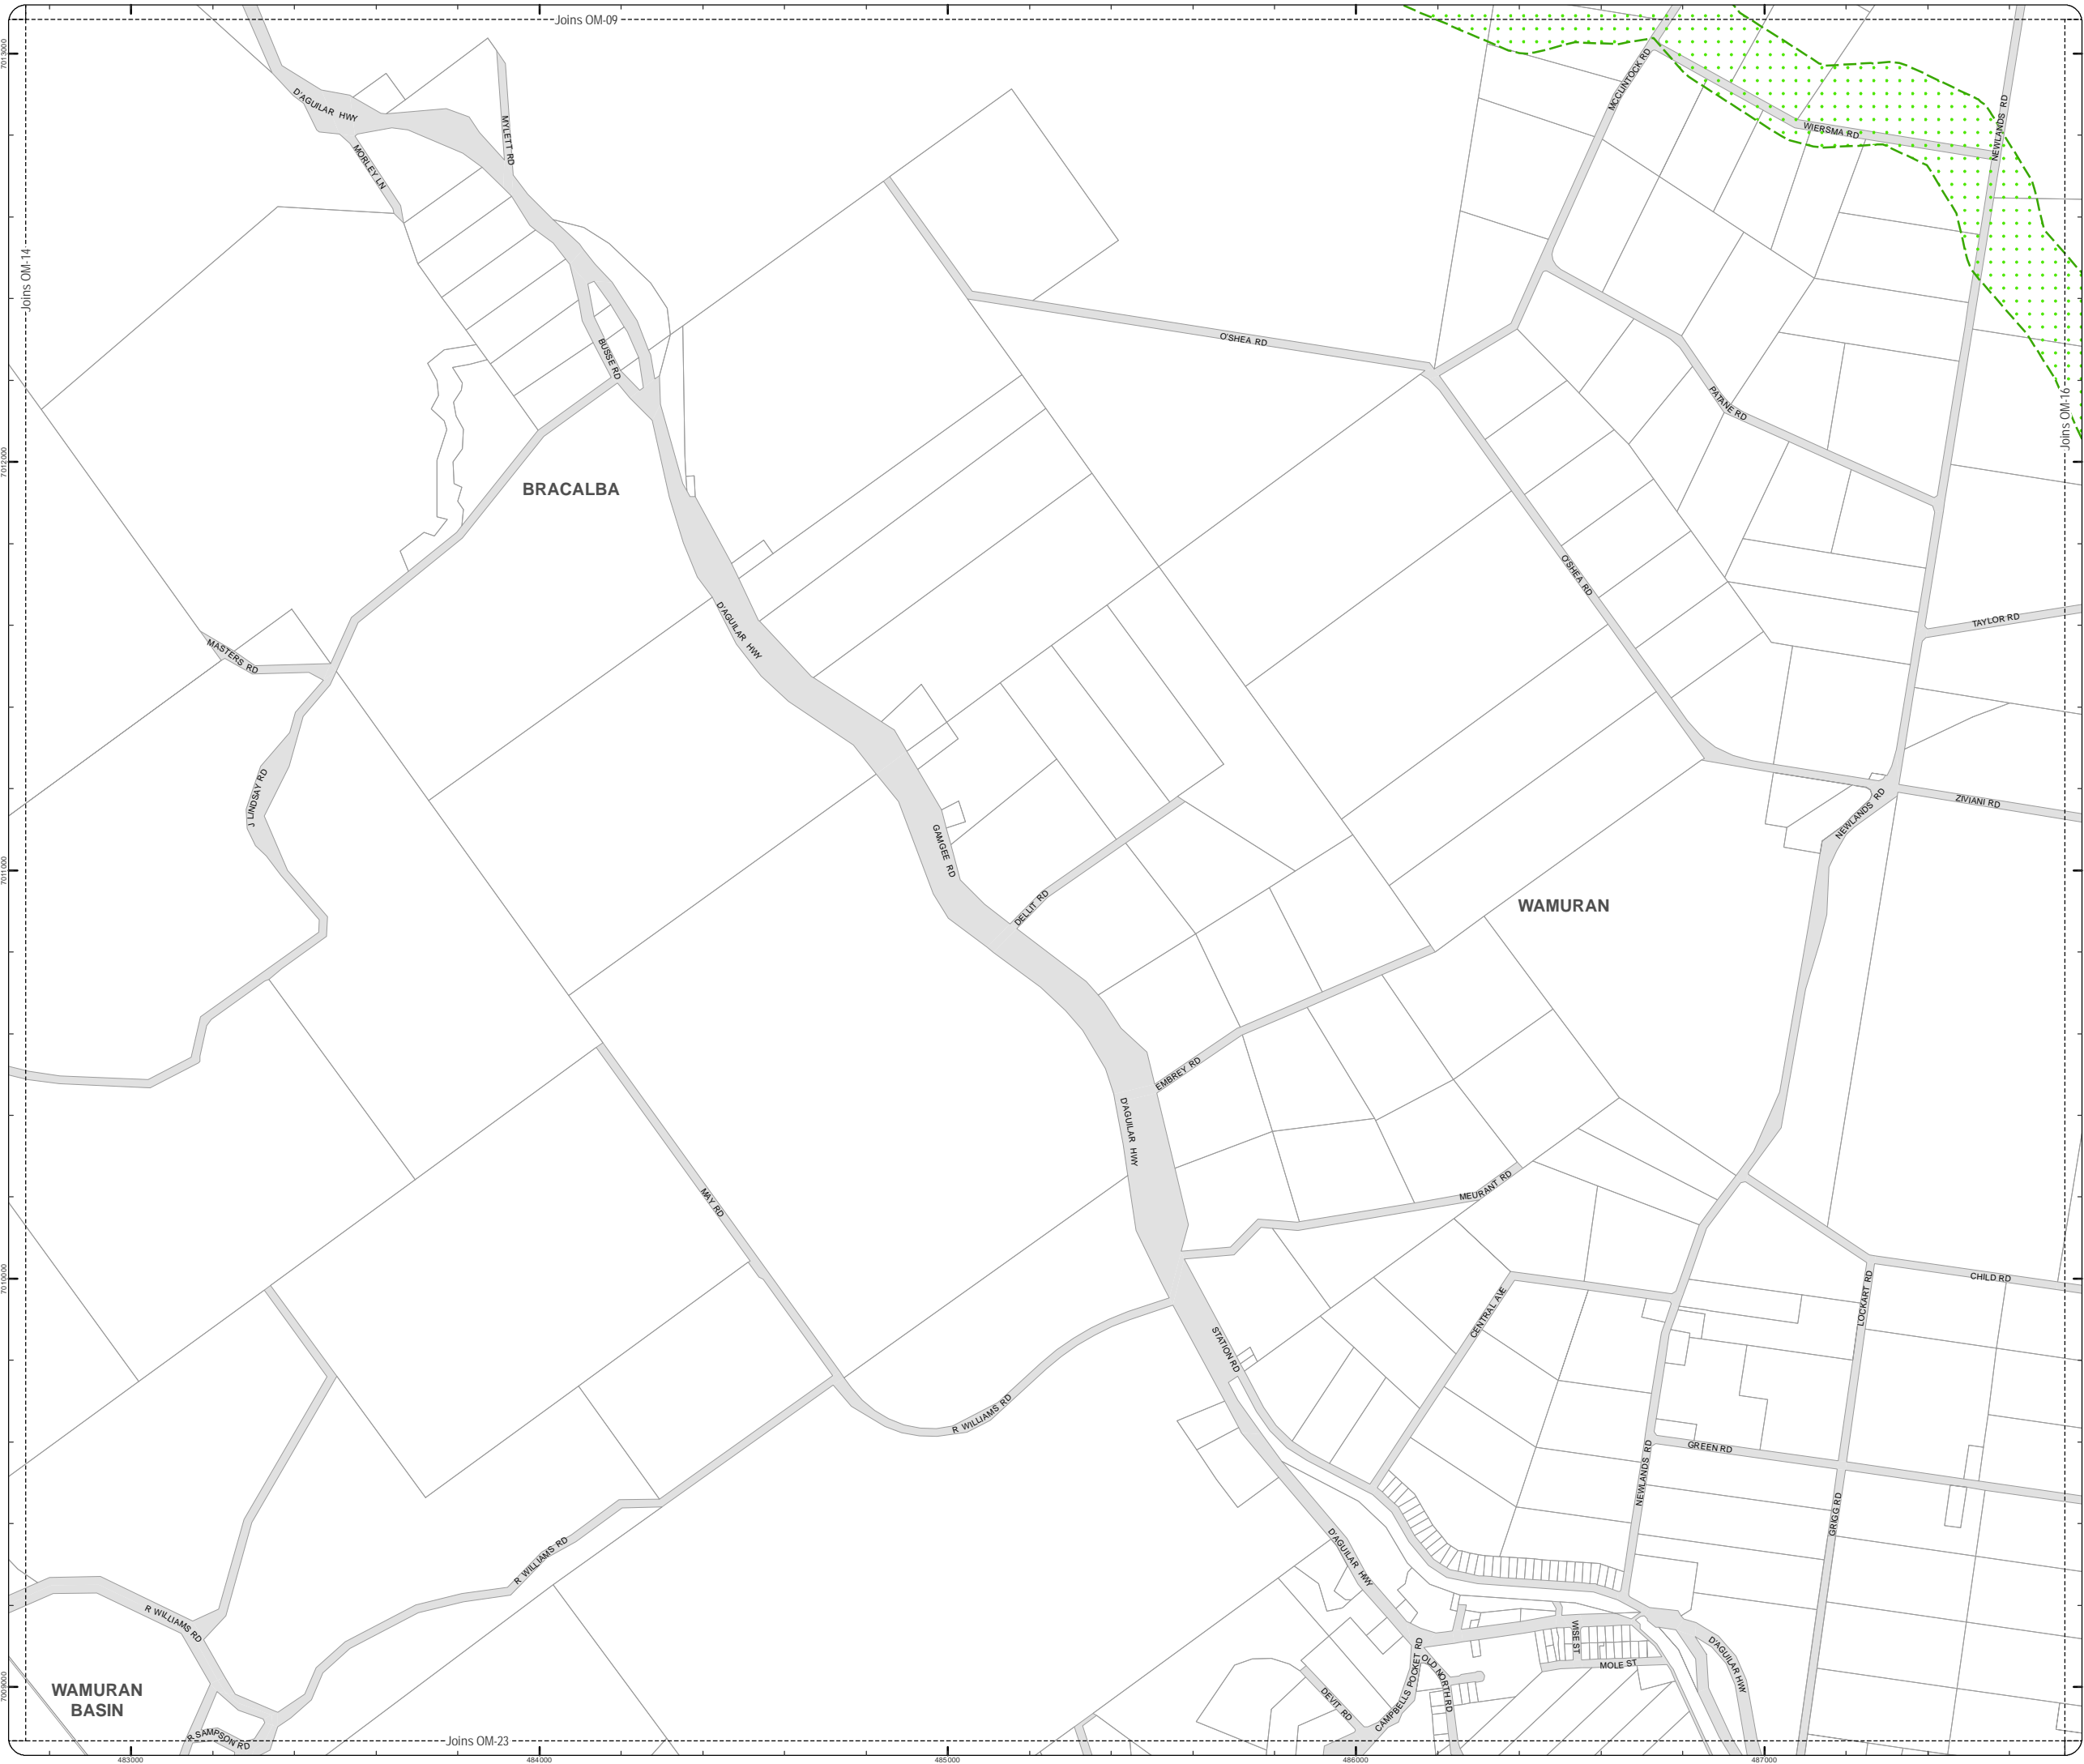 Joins OM-09
7013000
D'AGUILAR HWY
MYLETT RD
MORLEY LN
MCCLINTOCK RD
WIERSMA RD
NEWLANDS RD
Joins OM-14
O'SHEA RD
BUSSE RD
PATANE RD
Joins OM-16
7012000
BRACALBA
O'SHEA RD
D'AGUILAR HWY
TAYLOR RD
MASTERS RD
J LINDSAY RD
ZIVIANI RD
NEWLANDS RD
GAMGEE RD
7011000
DELLIT RD
WAMURAN
EMBREY RD
D'AGUILAR HWY
MEURANT RD
MAY RD
7010000
CHILD RD
LOCKART RD
CENTRAL AVE
STATION RD
R WILLIAMS RD
GREEN RD
NEWLANDS RD
GRIGG RD
D'AGUILAR HWY
R WILLIAMS RD
R WILLIAMS RD
WISE ST
MOLE ST
D'AGUILAR HWY
OLD NORTH RD
CAMPBELLS POCKET RD
DEVIT RD
7009000
WAMURAN
BASIN
R SAMPSON RD
Joins OM-23
483000
484000
485000
486000
487000